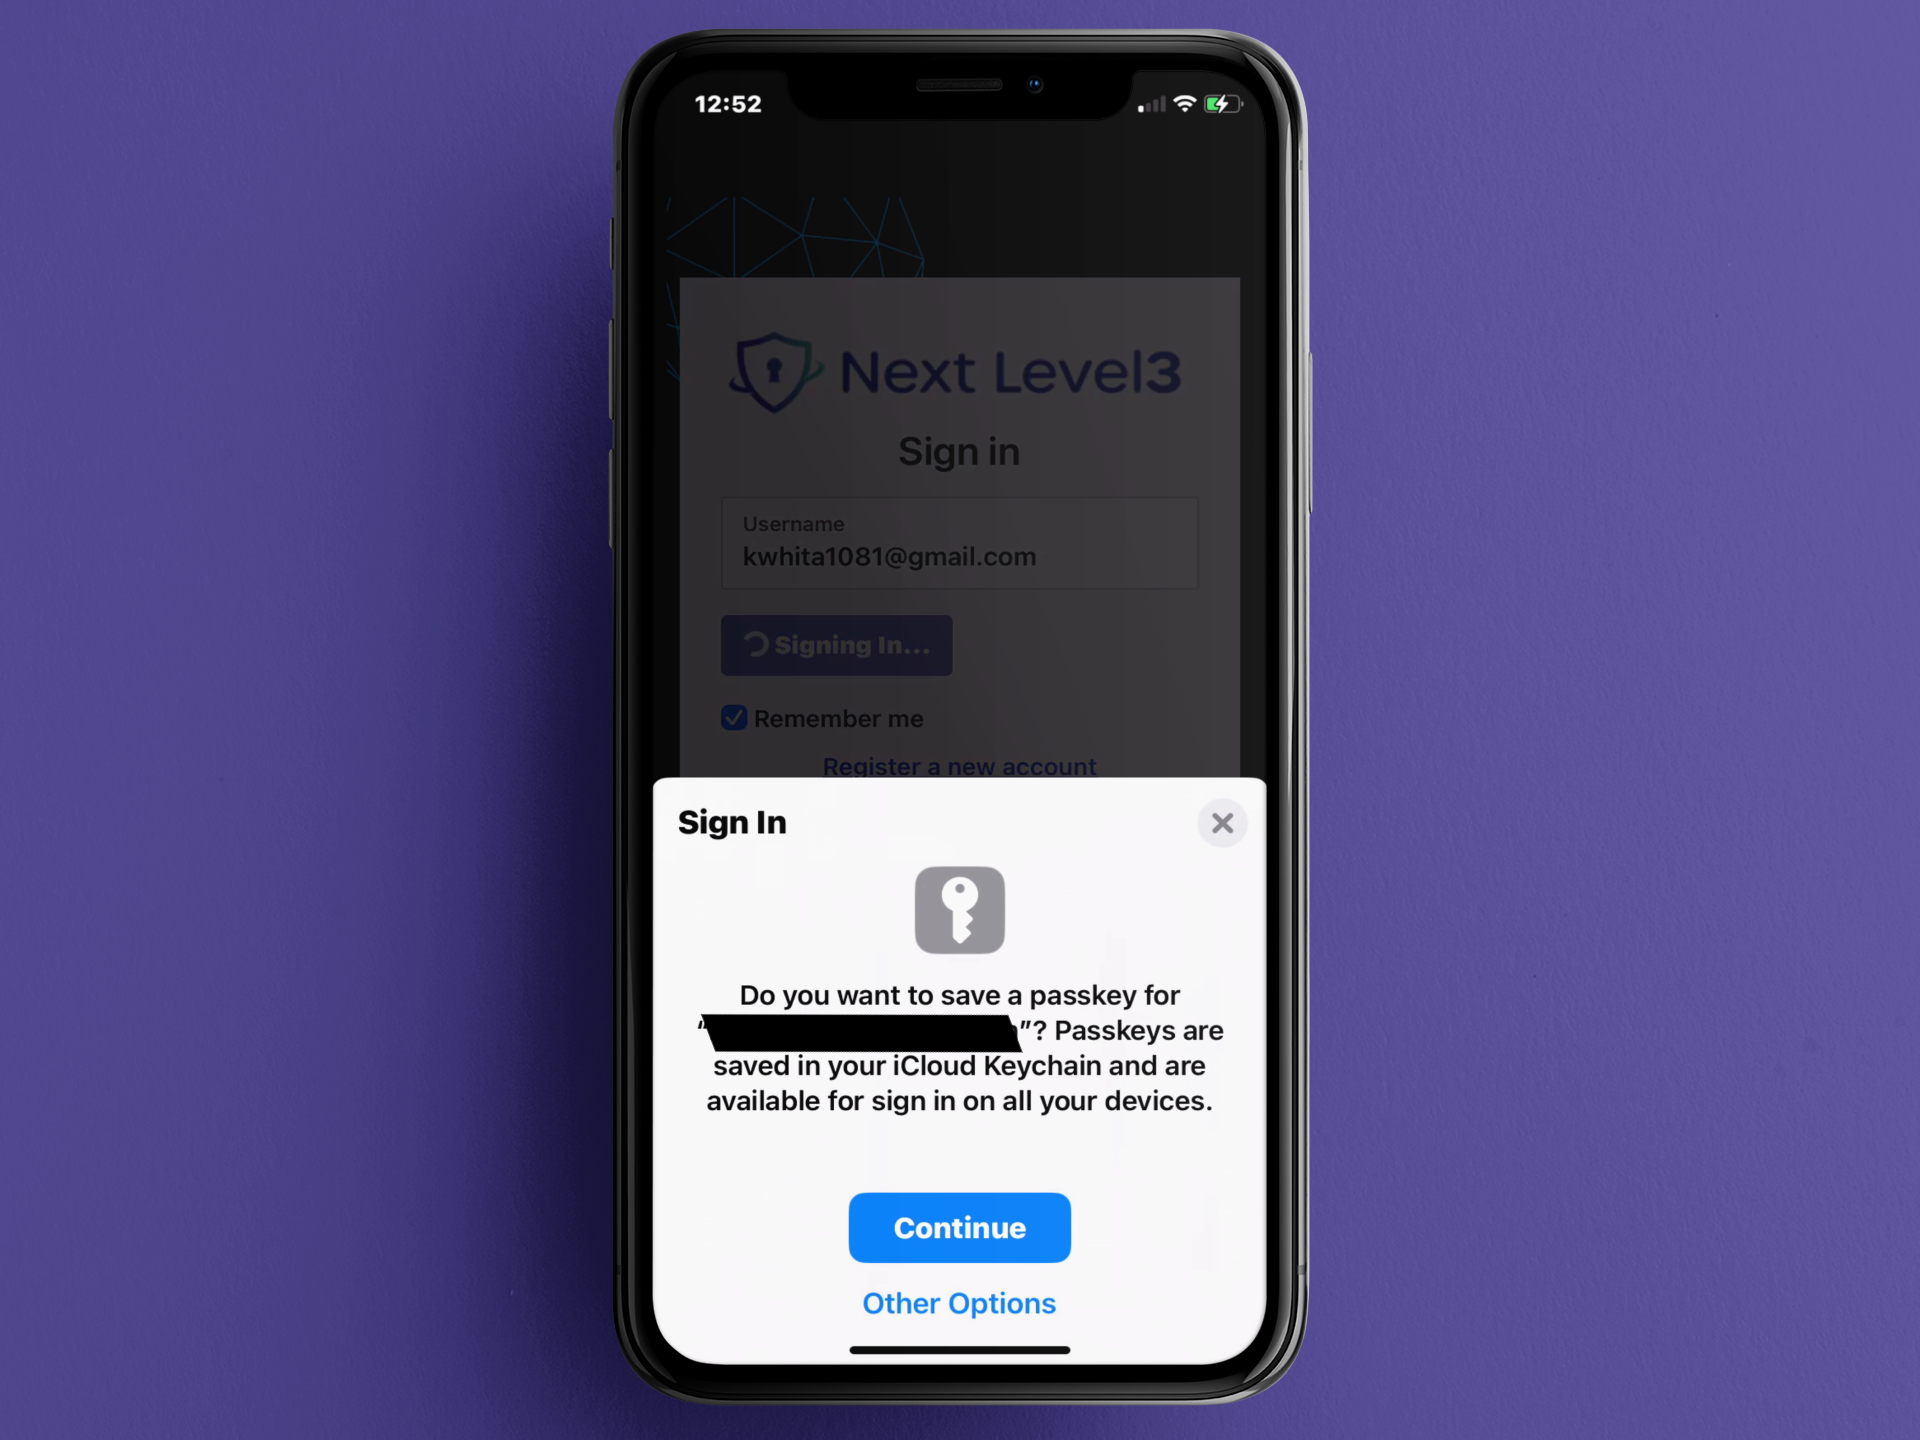 12:52
Next Level3
Sign in
Username
kwhita1081@gmail.com
Signing In...
Remember me
Register a new account
Sign In
Do you want to save a passkey for
“ ”? Passkeys are
saved in your iCloud Keychain and are
available for sign in on all your devices.
Continue
Other Options